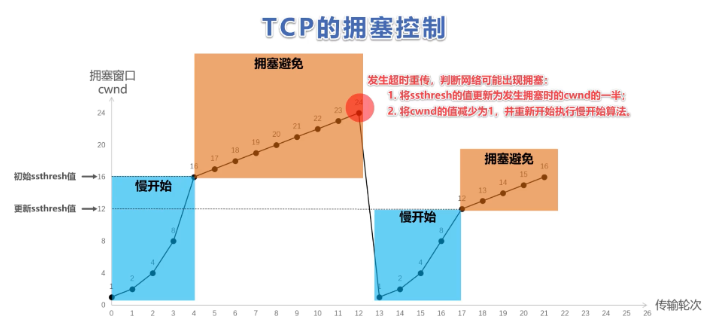 TCP的拥塞控制
拥塞窗口
cwnd
拥塞避免
发生超时重传，判断网络可能出现拥塞：
1. 将ssthresh的值更新为发生拥塞时的cwnd的一半；
2. 将cwnd的值减少为1，并重新开始执行慢开始算法。
24
24
23
22
21
20
19
18
17
16
20
初始ssthresh值
16
慢开始
拥塞避免
16
15
14
13
12
更新ssthresh值
12
慢开始
8
8
8
4
4
4
2
2
1
1
0
0 1 2 3 4 5 6 7 8 9 10 11 12 13 14 15 16 17 18 19 20 21 22 23 24 25 26
传输轮次